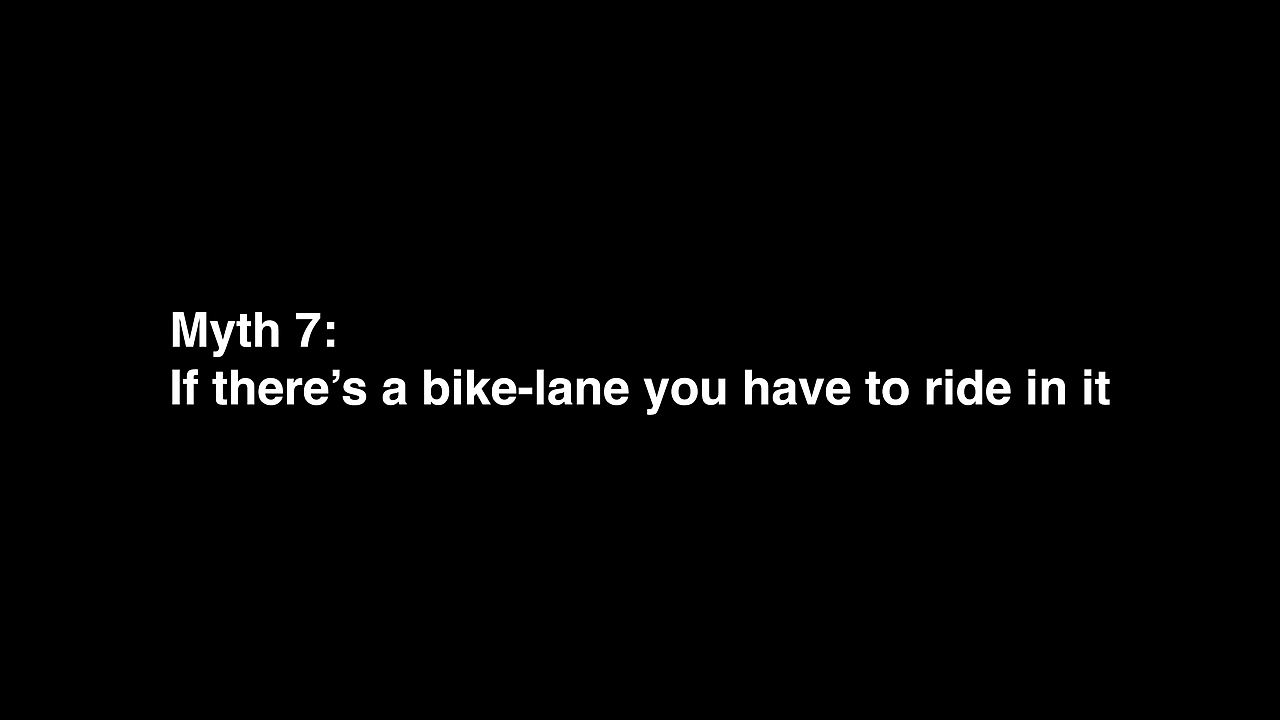 Myth 7:
If there’s a bike-lane you have to ride in it